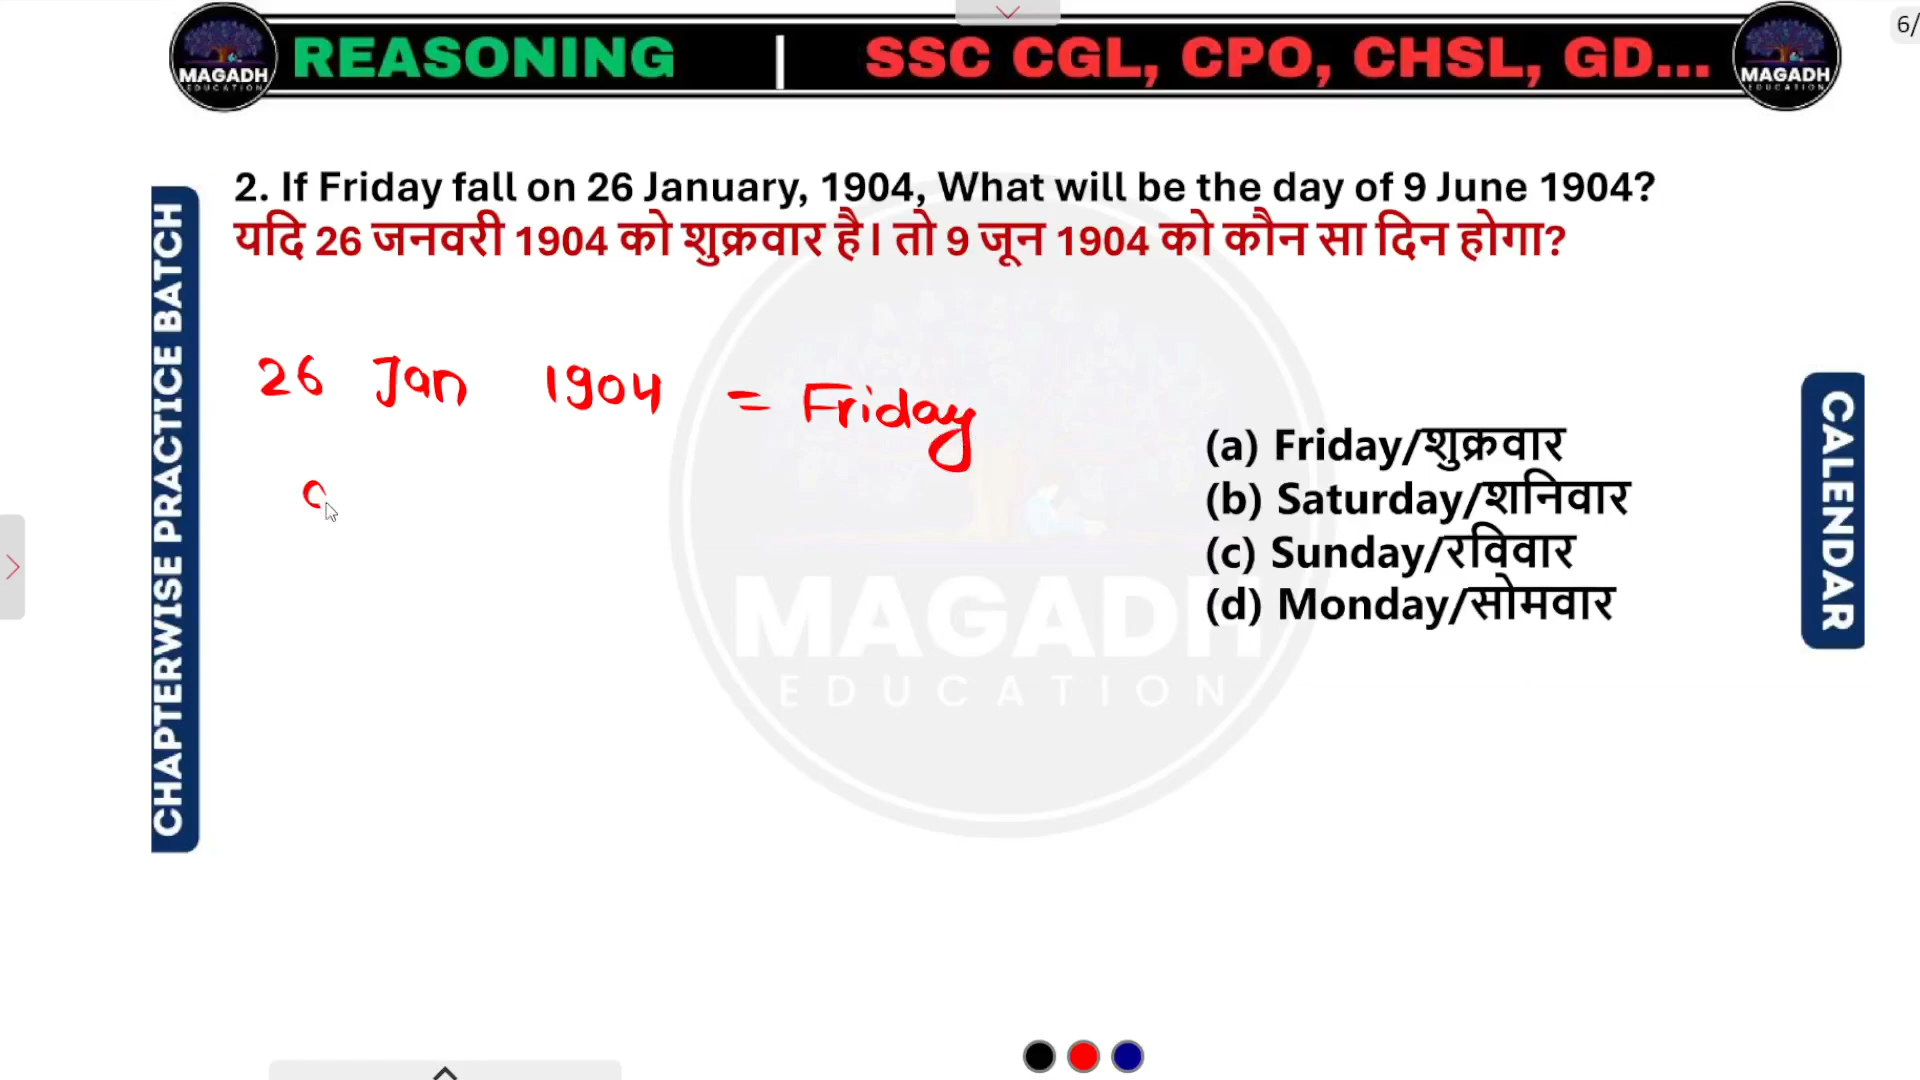 6/
MAGADH
EDUCATION
REASONING | SSC CGL, CPO, CHSL, GD...
MAGADH
EDUCATION
2. If Friday fall on 26 January, 1904, What will be the day of 9 June 1904?
यदि 26 जनवरी 1904 को शुक्रवार है। तो 9 जून 1904 को कौन सा दिन होगा?
CHAPTERWISE PRACTICE BATCH
26 Jan 1904 = Friday
(a) Friday/शुक्रवार
(b) Saturday/शनिवार
(c) Sunday/रविवार
(d) Monday/सोमवार
CALENDAR
MAGADH
EDUCATION